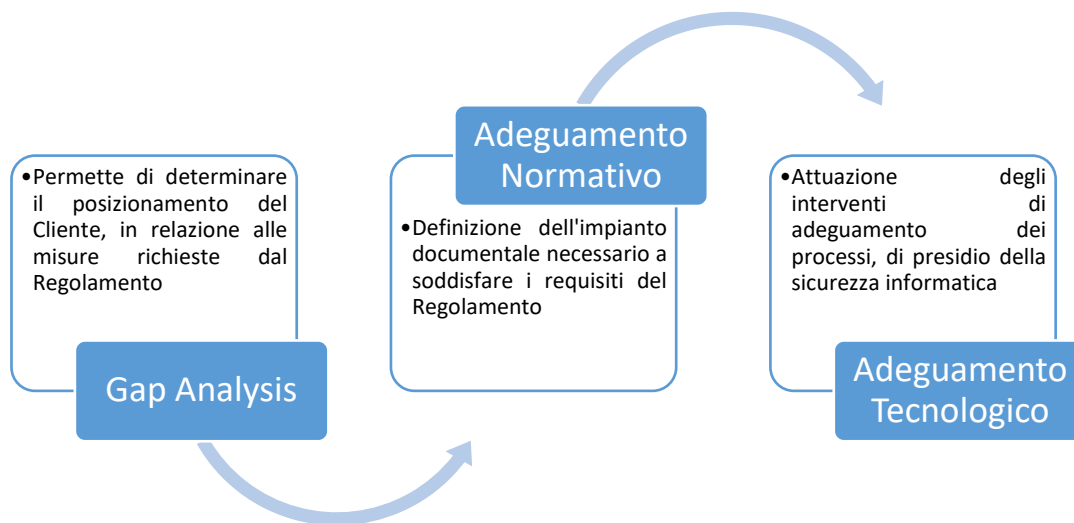 •Permette di determinare
il posizionamento del
Cliente, in relazione alle
misure richieste dal
Regolamento
Gap Analysis
Adeguamento
Normativo
•Definizione dell'impianto
documentale necessario a
soddisfare i requisiti del
Regolamento
•Attuazione degli
interventi di
adeguamento dei
processi, di presidio della
sicurezza informatica
Adeguamento
Tecnologico